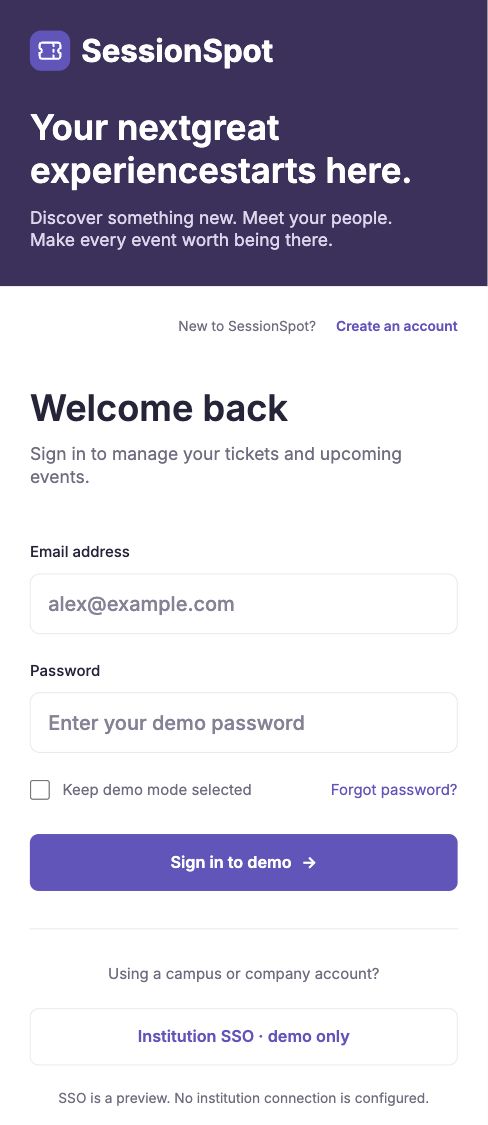 SessionSpot
Your nextgreat
experiencestarts here.
Discover something new. Meet your people.
Make every event worth being there.
New to SessionSpot? Create an account
Welcome back
Sign in to manage your tickets and upcoming
events.
Email address
alex@example.com
Password
Enter your demo password
Keep demo mode selected Forgot password?
Sign in to demo →
Using a campus or company account?
Institution SSO · demo only
SSO is a preview. No institution connection is configured.